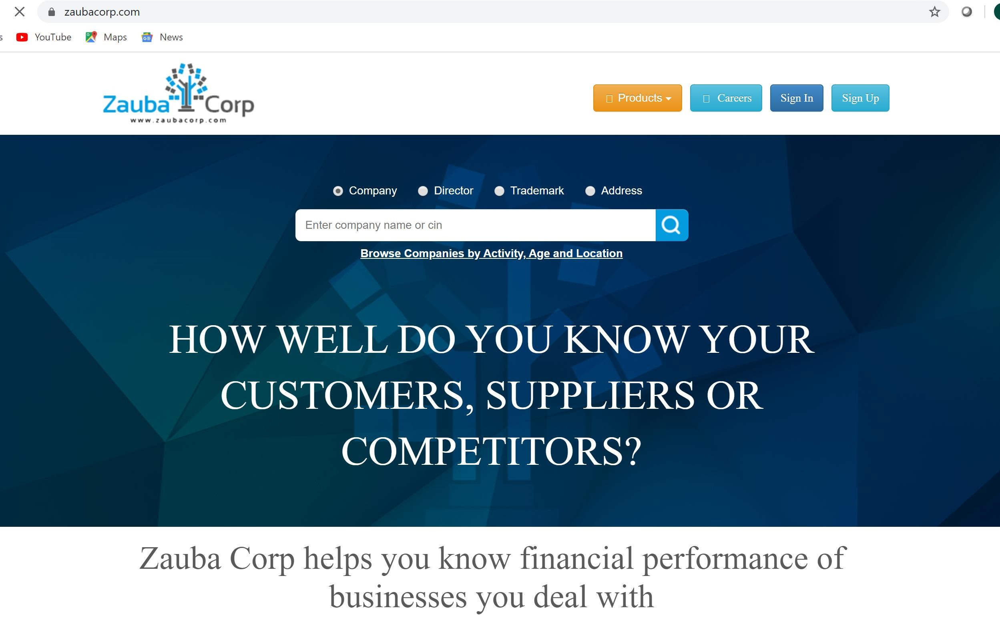 zaubacorp.com
s YouTube Maps News
Zauba Corp
www.zaubacorp.com
Products Careers Sign In Sign Up
Company Director Trademark Address
Enter company name or cin
Browse Companies by Activity, Age and Location
HOW WELL DO YOU KNOW YOUR
CUSTOMERS, SUPPLIERS OR
COMPETITORS?
Zauba Corp helps you know financial performance of
businesses you deal with